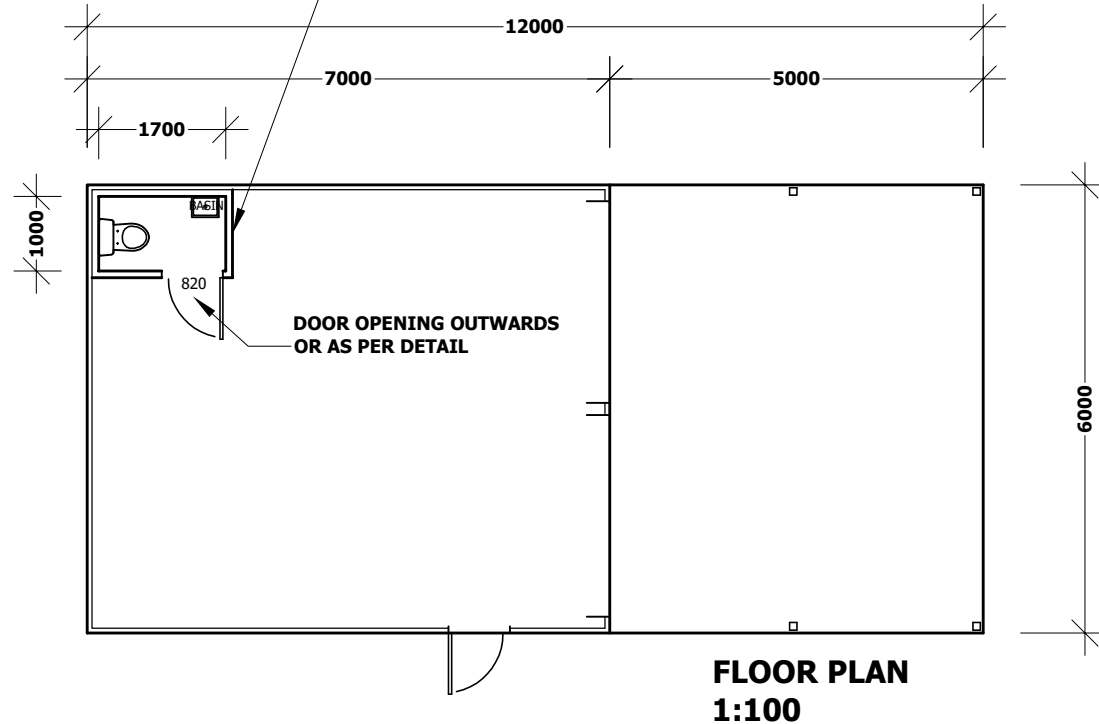 12000
7000
5000
1700
1000
BASIN
820
DOOR OPENING OUTWARDS
OR AS PER DETAIL
6000
FLOOR PLAN
1:100